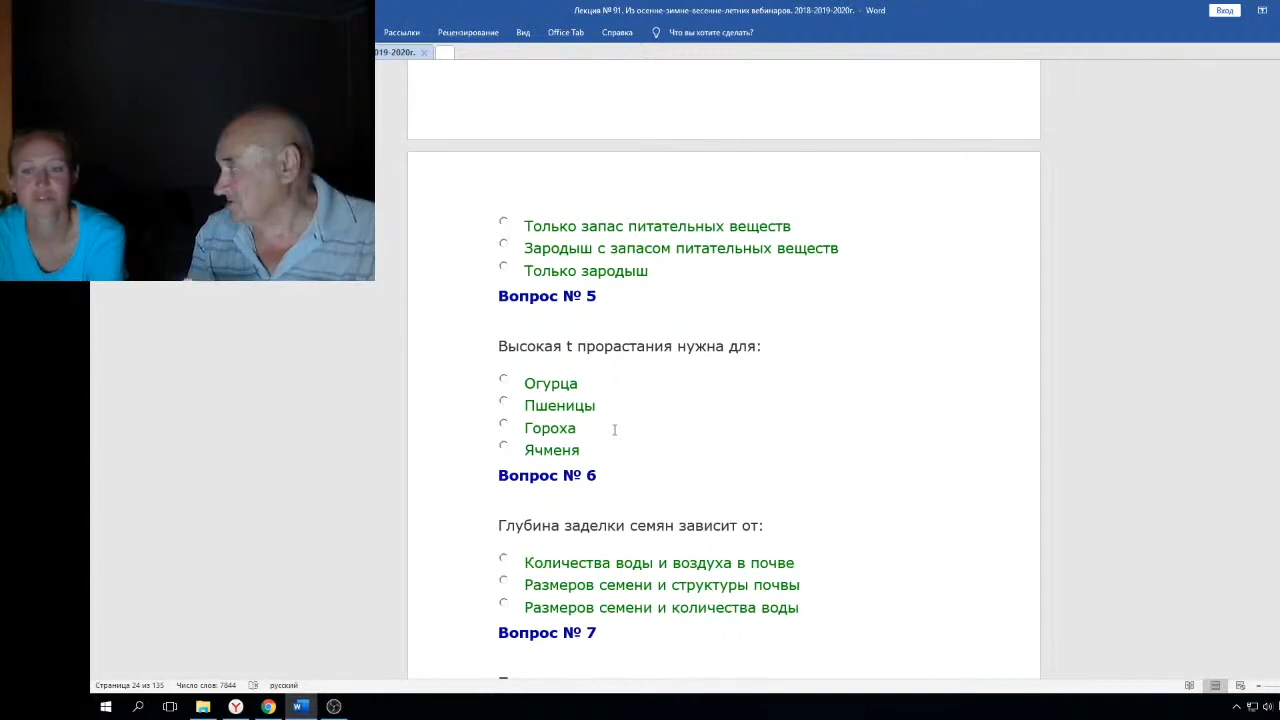 Лекция № 91. Из осенне-зимне-весенне-летних вебинаров. 2018-2019-2020г. - Word
Вход
Рассылки Рецензирование Вид Office Tab Справка Что вы хотите сделать?
019-2020г.
Только запас питательных веществ
Зародыш с запасом питательных веществ
Только зародыш
Вопрос № 5
Высокая t прорастания нужна для:
Огурца
Пшеницы
Гороха
Ячменя
Вопрос № 6
Глубина заделки семян зависит от:
Количества воды и воздуха в почве
Размеров семени и структуры почвы
Размеров семени и количества воды
Вопрос № 7
Страница 24 из 135 Число слов: 7844 русский